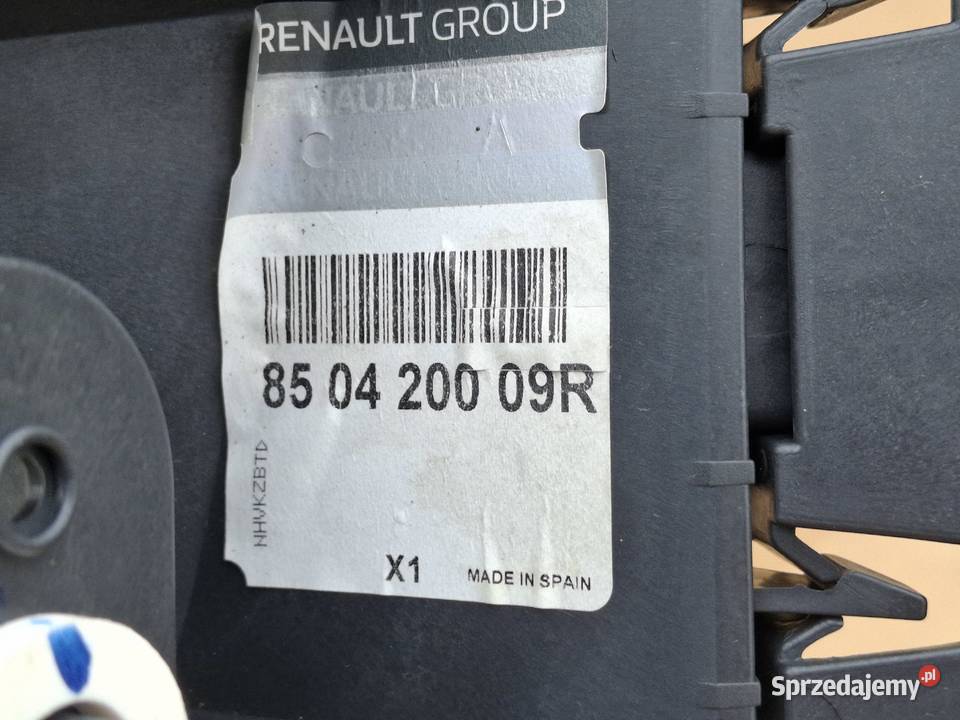 RENAULT GROUP
85 04 200 09R
NHVKZBTD
X1
MADE IN SPAIN
Sprzedajemy.pl